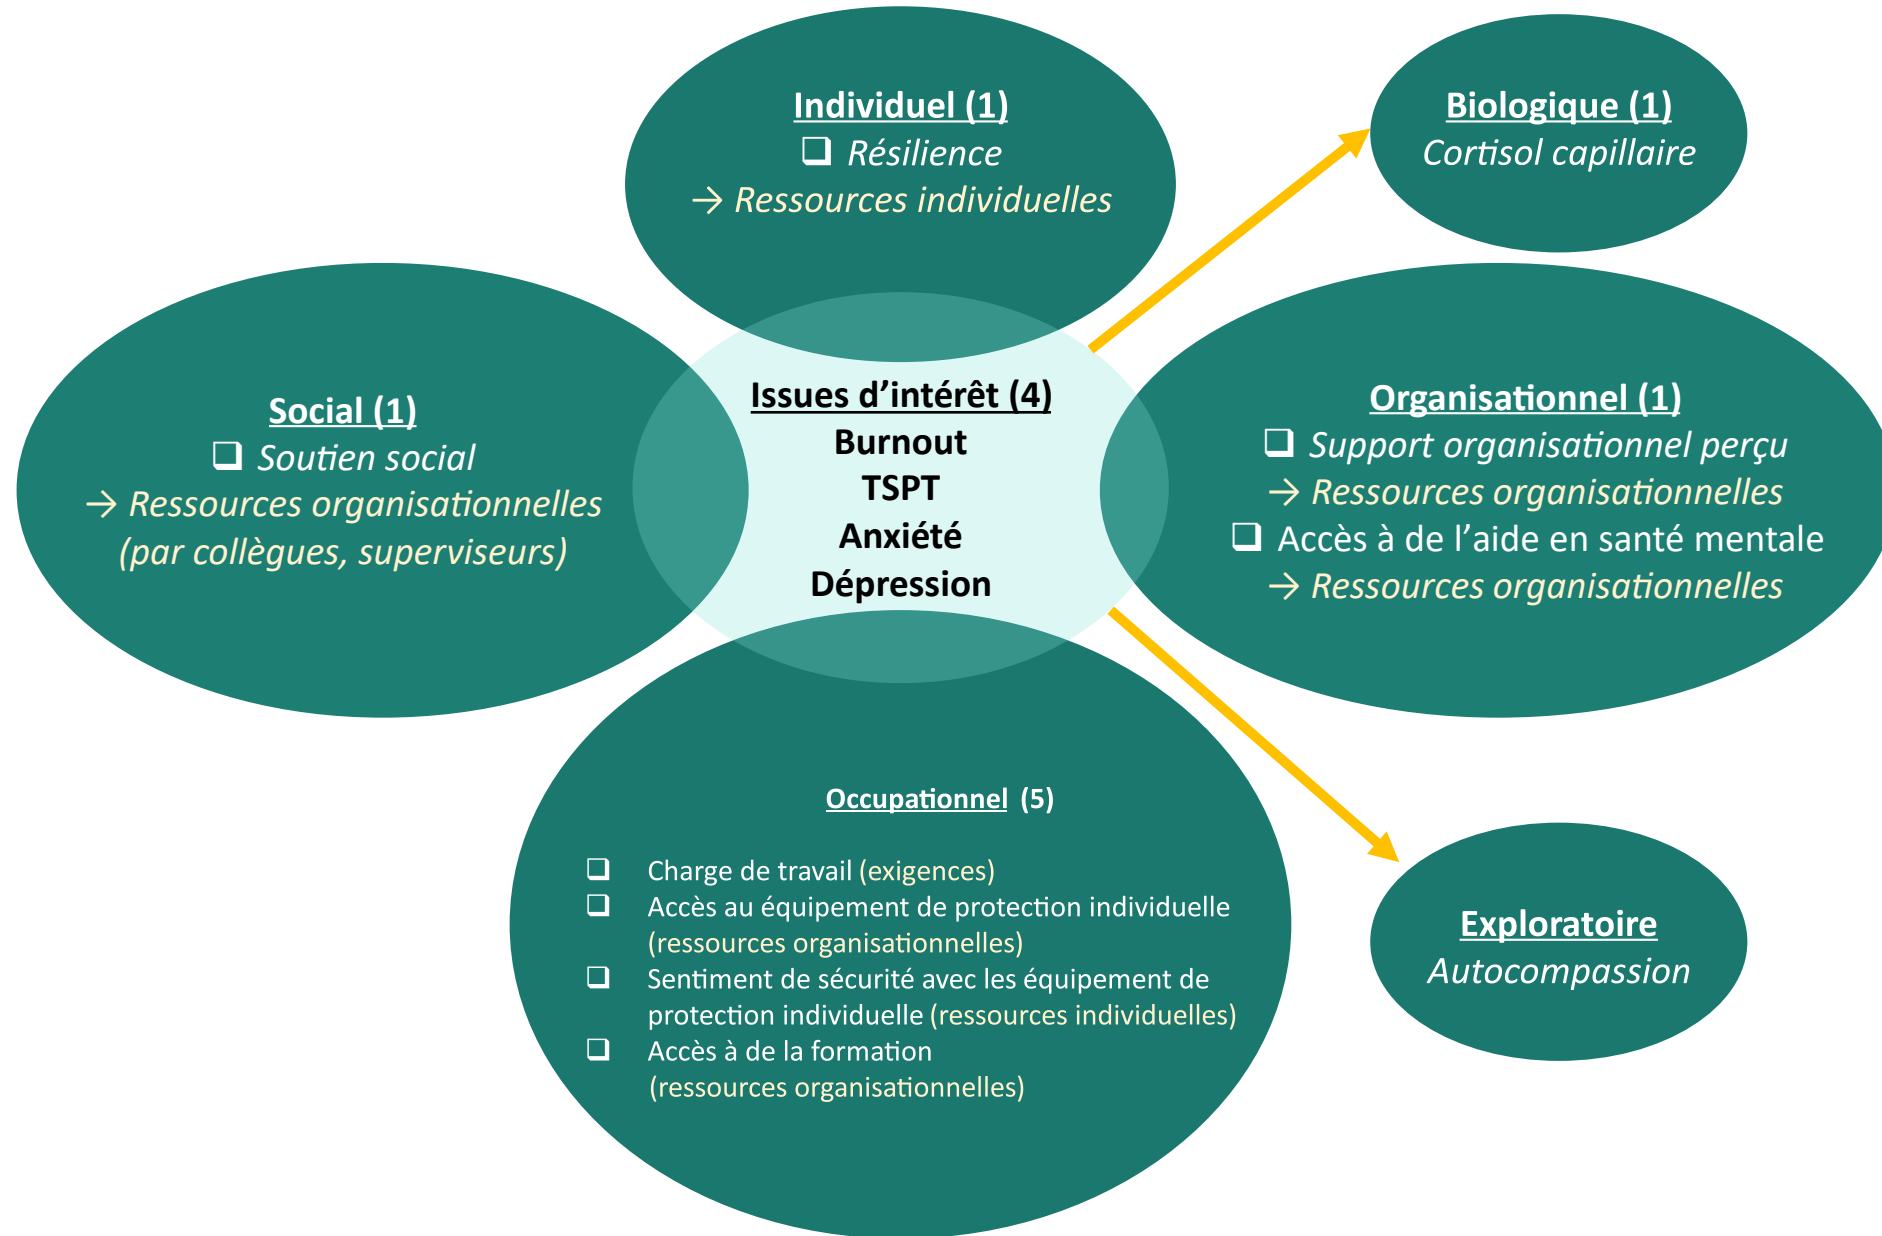 Individuel (1)
❑ Résilience
→ Ressources individuelles
Biologique (1)
Cortisol capillaire
Social (1)
❑ Soutien social
→ Ressources organisationnelles
(par collègues, superviseurs)
Issues d’intérêt (4)
Burnout
TSPT
Anxiété
Dépression
Organisationnel (1)
❑ Support organisationnel perçu
→ Ressources organisationnelles
❑ Accès à de l’aide en santé mentale
→ Ressources organisationnelles
Occupationnel (5)
❑ Charge de travail (exigences)
❑ Accès au équipement de protection individuelle
(ressources organisationnelles)
❑ Sentiment de sécurité avec les équipement de
protection individuelle (ressources individuelles)
❑ Accès à de la formation
(ressources organisationnelles)
Exploratoire
Autocompassion